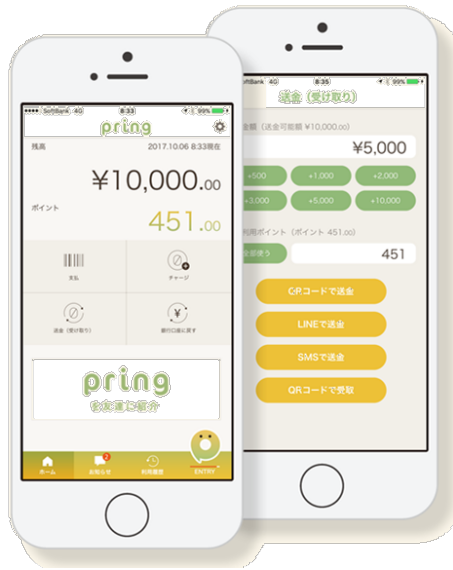 SoftBank 4G 8:33 99%
pring
残高 2017.10.06 8:33現在
¥10,000.00
ポイント
451.00
支払 チャージ
送金(受け取り) 銀行口座に戻す
pring
お友達に紹介
ホーム お知らせ 2 利用履歴 ENTRY
SoftBank 4G 8:35 99%
送金(受け取り)
金額(送金可能額 ¥10,000.00)
¥5,000
+500 +1,000 +2,000
+3,000 +5,000 +10,000
利用ポイント(ポイント 451.00)
全額使う 451
QRコードで送金
LINEで送金
SMSで送金
QRコードで受取